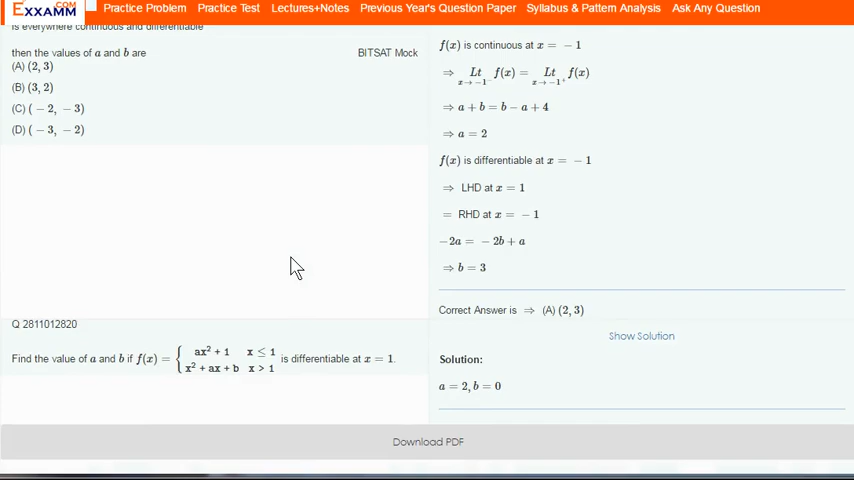 EXXAMM .COM
Practice Problem Practice Test Lectures+Notes Previous Year's Question Paper Syllabus & Pattern Analysis Ask Any Question
is everywhere continuous and differentiable
then the values of a and b are BITSAT Mock
(A) (2, 3)
(B) (3, 2)
(C) ( − 2, − 3)
(D) ( − 3, − 2)
f(x) is continuous at x = − 1
⇒ Lt x→ −1⁻ f(x) = Lt x→ −1⁺ f(x)
⇒ a + b = b − a + 4
⇒ a = 2
f(x) is differentiable at x = − 1
⇒ LHD at x = 1
= RHD at x = − 1
−2a = − 2b + a
⇒ b = 3
Correct Answer is ⇒ (A) (2, 3)
Q 2811012820
Find the value of a and b if f(x) = { ax² + 1 x ≤ 1
x² + ax + b x > 1 is differentiable at x = 1.
Show Solution
Solution:
a = 2, b = 0
Download PDF